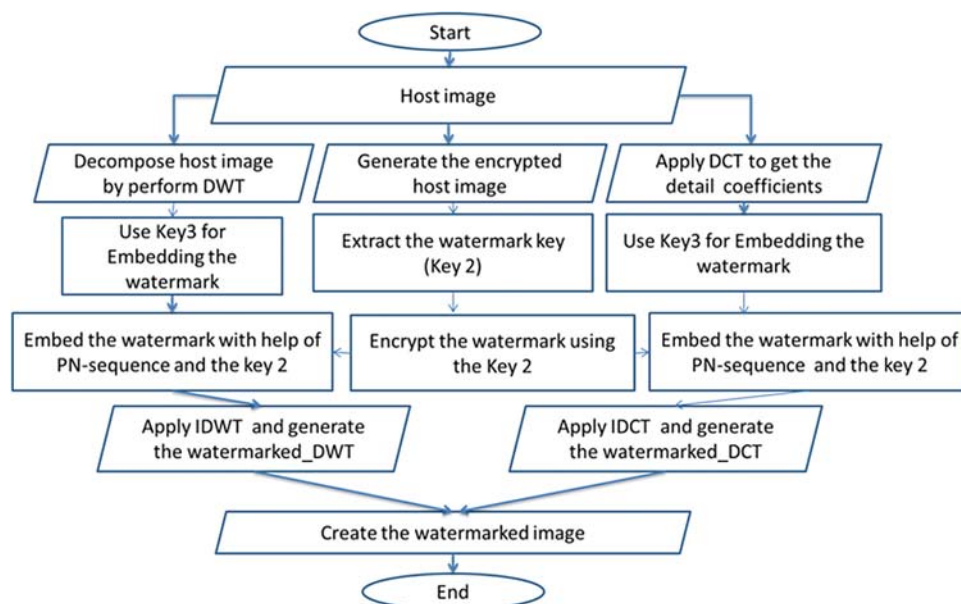 Start
Host image
Decompose host image
by perform DWT
Generate the encrypted
host image
Apply DCT to get the
detail coefficients
Use Key3 for
Embedding the
watermark
Extract the watermark key
(Key 2)
Use Key3 for Embedding the
watermark
Embed the watermark with help of
PN-sequence and the key 2
Encrypt the watermark using
the Key 2
Embed the watermark with help of
PN-sequence and the key 2
Apply IDWT and generate
the watermarked_DWT
Apply IDCT and generate
the watermarked_DCT
Create the watermarked image
End